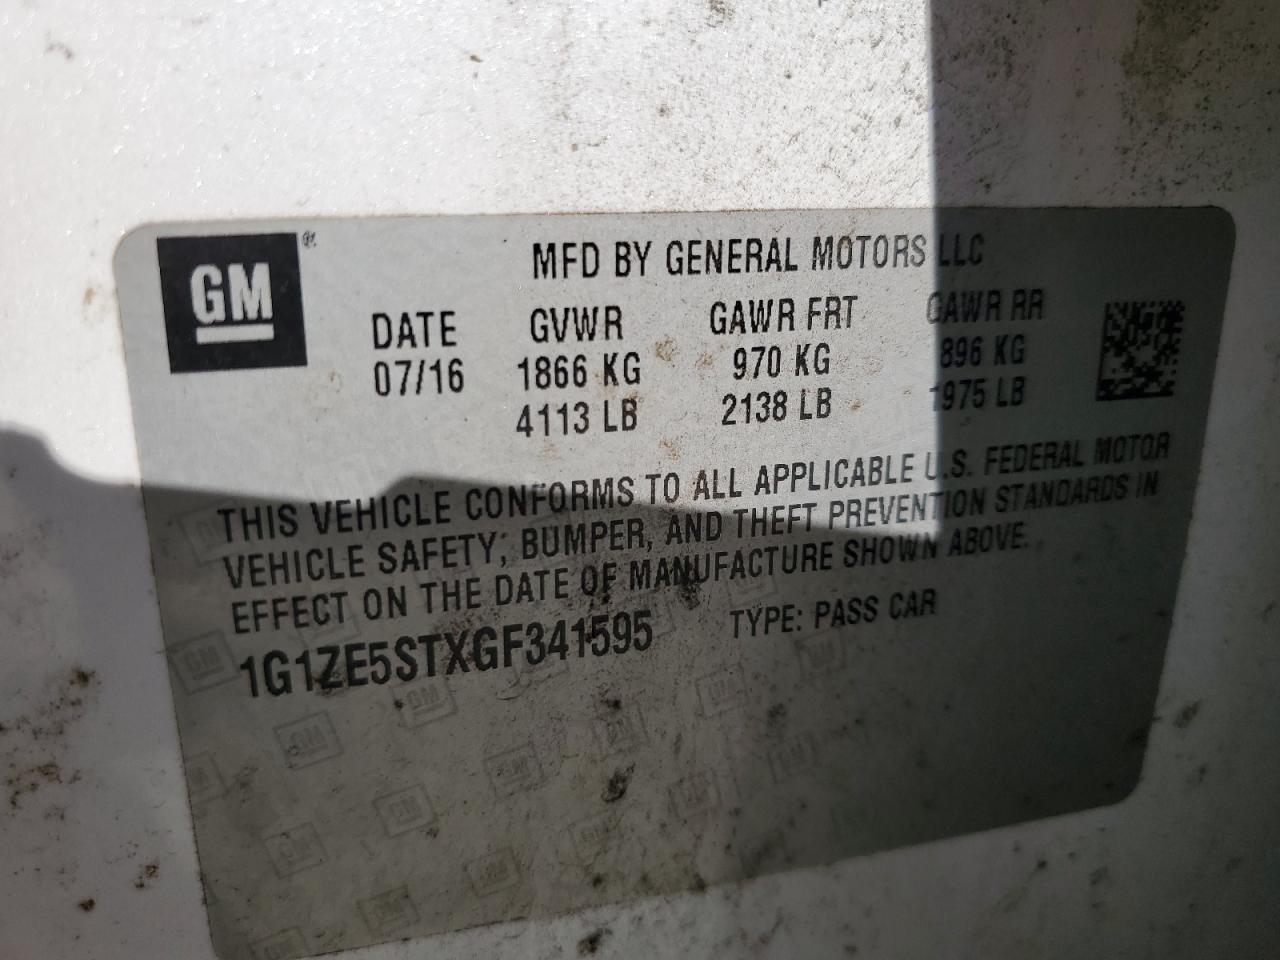 GM®
MFD BY GENERAL MOTORS LLC
DATE GVWR GAWR FRT GAWR RR
07/16 1866 KG 970 KG 896 KG
4113 LB 2138 LB 1975 LB
THIS VEHICLE CONFORMS TO ALL APPLICABLE U.S. FEDERAL MOTOR
VEHICLE SAFETY, BUMPER, AND THEFT PREVENTION STANDARDS IN
EFFECT ON THE DATE OF MANUFACTURE SHOWN ABOVE.
1G1ZE5STXGF341595 TYPE: PASS CAR